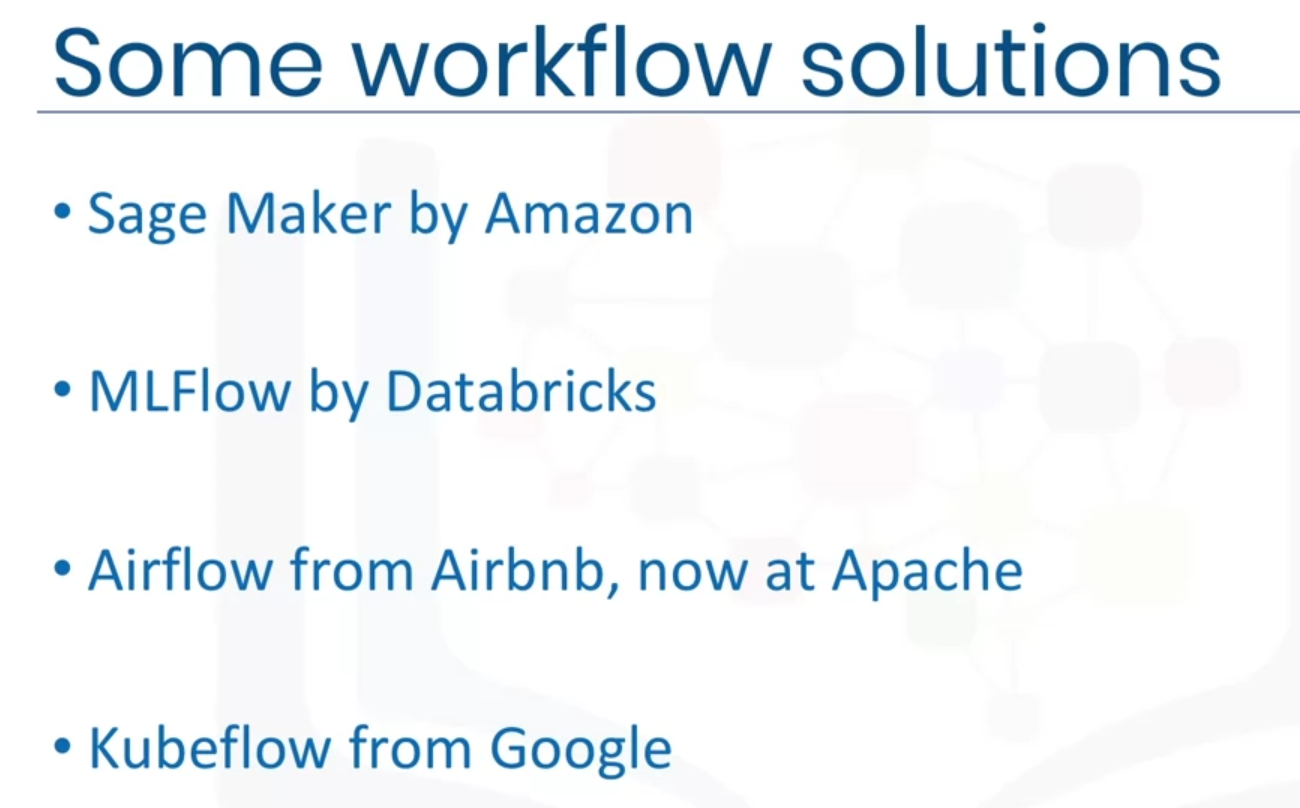 Some workflow solutions
• Sage Maker by Amazon
• MLFlow by Databricks
• Airflow from Airbnb, now at Apache
• Kubeflow from Google